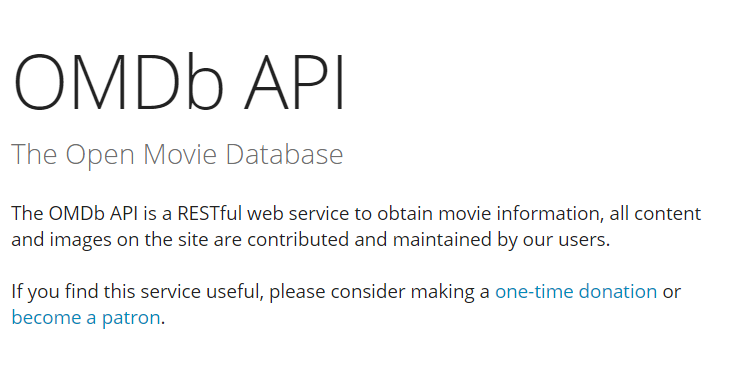 OMDb API
The Open Movie Database
The OMDb API is a RESTful web service to obtain movie information, all content
and images on the site are contributed and maintained by our users.
If you find this service useful, please consider making a one-time donation or
become a patron.